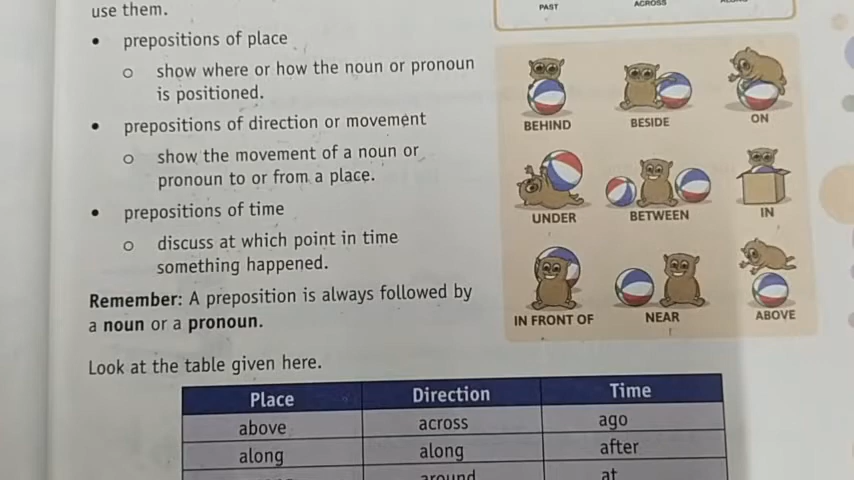 use them.
• prepositions of place
o show where or how the noun or pronoun
is positioned.
• prepositions of direction or movement
o show the movement of a noun or
pronoun to or from a place.
• prepositions of time
o discuss at which point in time
something happened.
Remember: A preposition is always followed by
a noun or a pronoun.
Look at the table given here.
PAST ACROSS
BEHIND BESIDE ON
UNDER BETWEEN IN
IN FRONT OF NEAR ABOVE
Place Direction Time
above across ago
along along after
around at